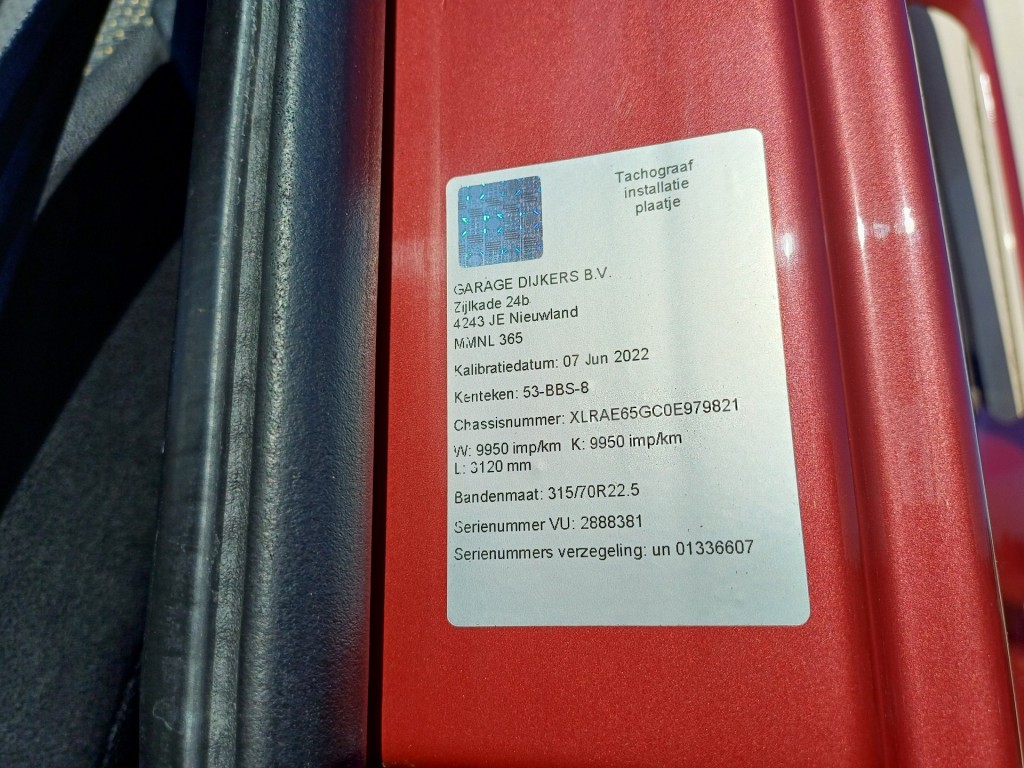 Tachograaf
installatie
plaatje
GARAGE DIJKERS B.V.
Zijlkade 24b
4243 JE Nieuwland
MMNL 365
Kalibratiedatum: 07 Jun 2022
Kenteken: 53-BBS-8
Chassisnummer: XLRAE65GC0E979821
W: 9950 imp/km K: 9950 imp/km
L: 3120 mm
Bandenmaat: 315/70R22.5
Serienummer VU: 2888381
Serienummers verzegeling: un 01336607